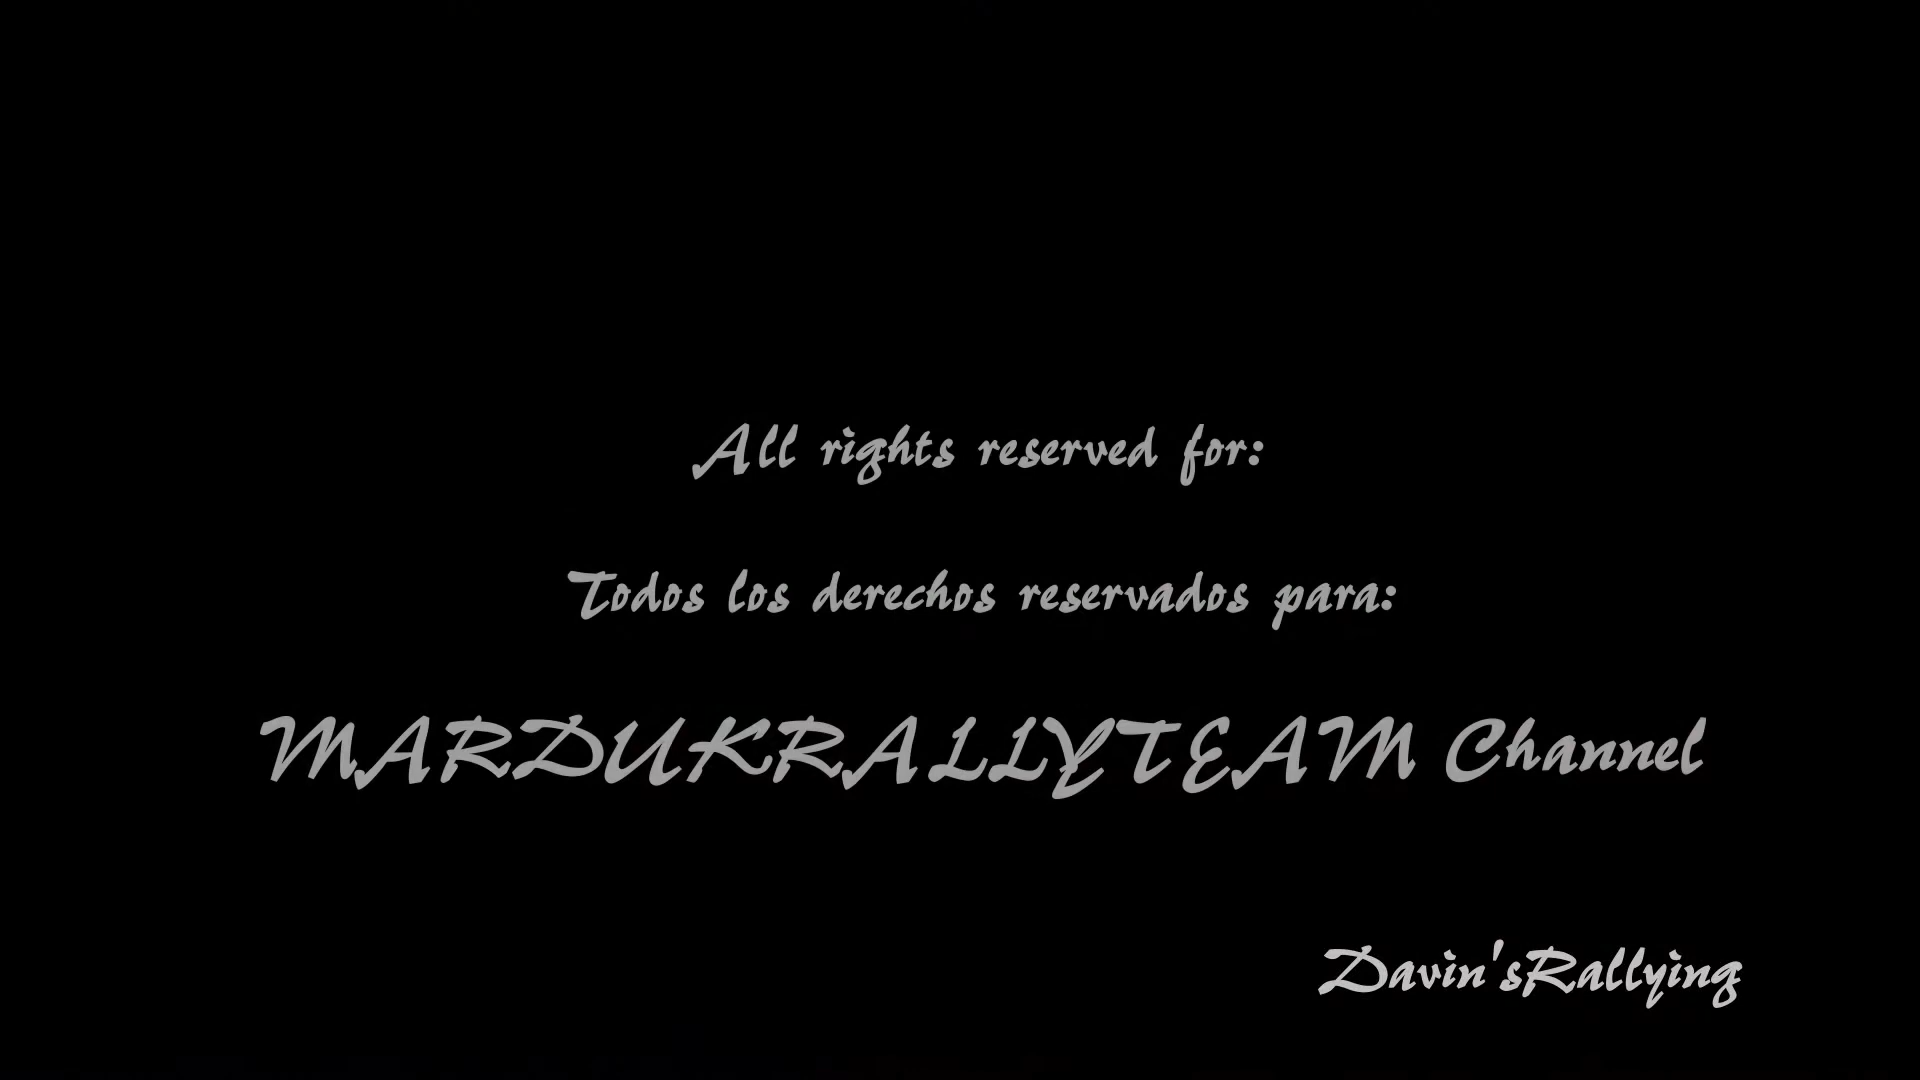 All rights reserved for:
Todos los derechos reservados para:
MARDUKRALLYTEAM Channel
Davin'sRallying